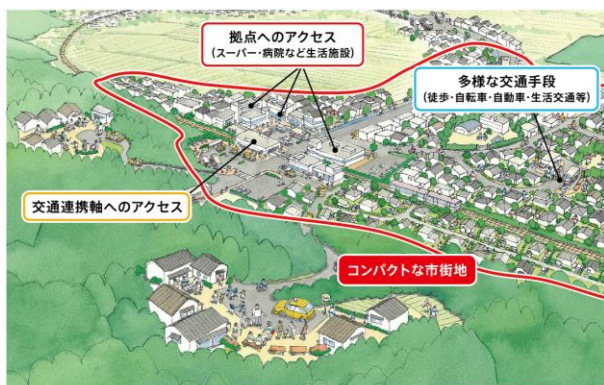 拠点へのアクセス
(スーパー・病院など生活施設)
多様な交通手段
(徒歩・自転車・自動車・生活交通等)
交通連携軸へのアクセス
コンパクトな市街地